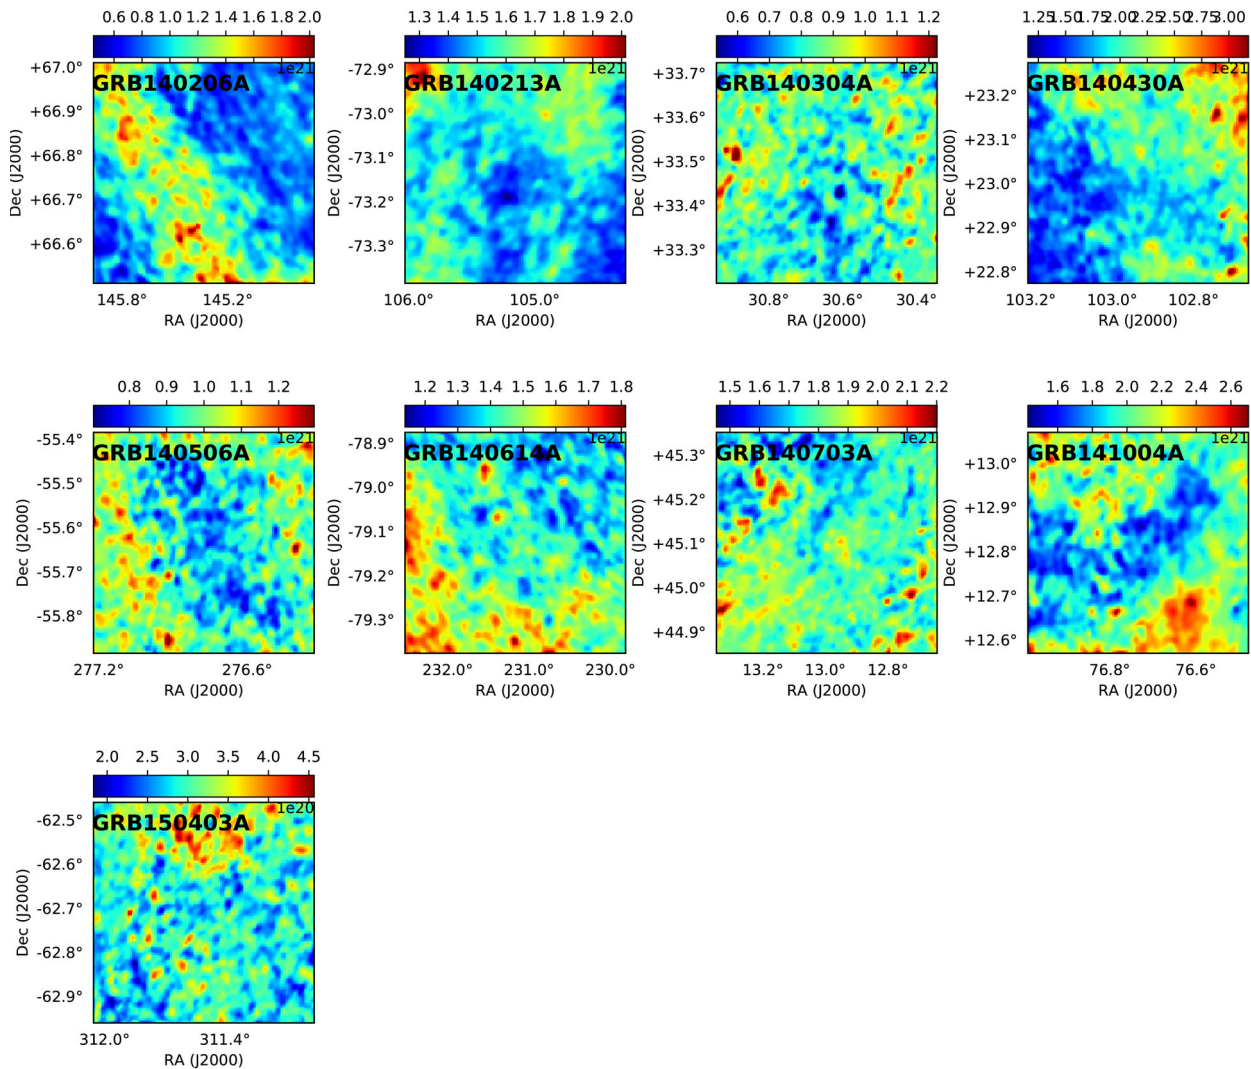 0.6 0.8 1.0 1.2 1.4 1.6 1.8 2.0
1e21
GRB140206A
+67.0°
+66.9°
+66.8°
+66.7°
+66.6°
Dec (J2000)
145.8° 145.2°
RA (J2000)
1.3 1.4 1.5 1.6 1.7 1.8 1.9 2.0
1e21
GRB140213A
-72.9°
-73.0°
-73.1°
-73.2°
-73.3°
Dec (J2000)
106.0° 105.0°
RA (J2000)
0.6 0.7 0.8 0.9 1.0 1.1 1.2
1e21
GRB140304A
+33.7°
+33.6°
+33.5°
+33.4°
+33.3°
Dec (J2000)
30.8° 30.6° 30.4°
RA (J2000)
1.25 1.50 1.75 2.00 2.25 2.50 2.75 3.00
1e21
GRB140430A
+23.2°
+23.1°
+23.0°
+22.9°
+22.8°
Dec (J2000)
103.2° 103.0° 102.8°
RA (J2000)
0.8 0.9 1.0 1.1 1.2
1e21
GRB140506A
-55.4°
-55.5°
-55.6°
-55.7°
-55.8°
Dec (J2000)
277.2° 276.6°
RA (J2000)
1.2 1.3 1.4 1.5 1.6 1.7 1.8
1e21
GRB140614A
-78.9°
-79.0°
-79.1°
-79.2°
-79.3°
Dec (J2000)
232.0° 231.0° 230.0°
RA (J2000)
1.5 1.6 1.7 1.8 1.9 2.0 2.1 2.2
1e21
GRB140703A
+45.3°
+45.2°
+45.1°
+45.0°
+44.9°
Dec (J2000)
13.2° 13.0° 12.8°
RA (J2000)
1.6 1.8 2.0 2.2 2.4 2.6
1e21
GRB141004A
+13.0°
+12.9°
+12.8°
+12.7°
+12.6°
Dec (J2000)
76.8° 76.6°
RA (J2000)
2.0 2.5 3.0 3.5 4.0 4.5
1e20
GRB150403A
-62.5°
-62.6°
-62.7°
-62.8°
-62.9°
Dec (J2000)
312.0° 311.4°
RA (J2000)